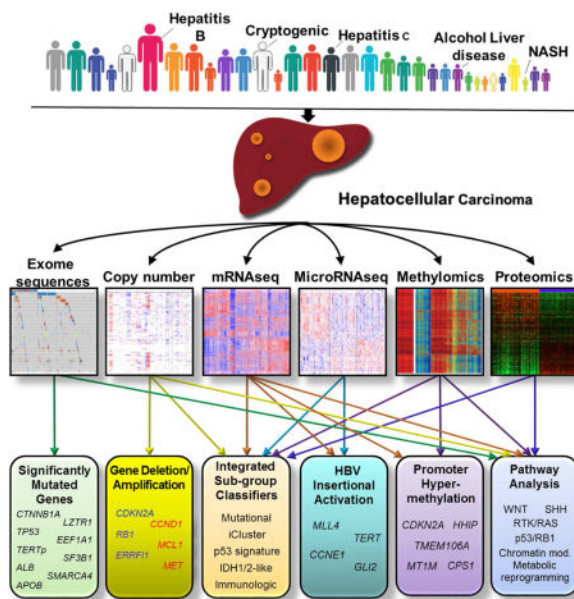 Hepatitis
B
Cryptogenic
Hepatitis C
Alcohol Liver
disease
NASH
Hepatocellular Carcinoma
Exome
sequences
Copy number
mRNAseq
MicroRNAseq
Methylomics
Proteomics
Significantly
Mutated
Genes
CTNNB1A
LZTR1
TP53
EEF1A1
TERTp
SF3B1
ALB
SMARCA4
APOB
Gene Deletion/
Amplification
CDKN2A
CCND1
RB1
MCL1
ERRFI1
MET
Integrated
Sub-group
Classifiers
Mutational
iCluster
p53 signature
IDH1/2-like
Immunologic
HBV
Insertional
Activation
MLL4
TERT
CCNE1
GLI2
Promoter
Hyper-
methylation
CDKN2A HHIP
TMEM106A
MT1M CPS1
Pathway
Analysis
WNT SHH
RTK/RAS
p53/RB1
Chromatin mod.
Metabolic
reprogramming